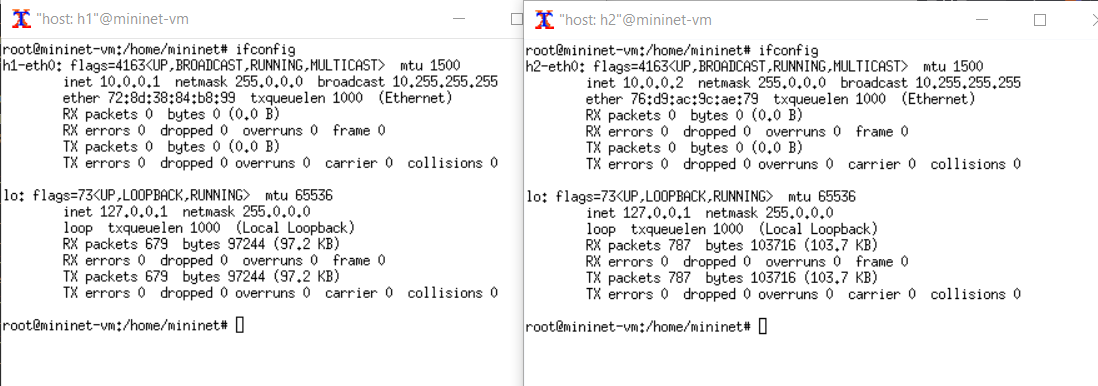 "host: h1"@mininet-vm
root@mininet-vm:/home/mininet# ifconfig
h1-eth0: flags=4163<UP,BROADCAST,RUNNING,MULTICAST>  mtu 1500
        inet 10.0.0.1  netmask 255.0.0.0  broadcast 10.255.255.255
        ether 72:8d:38:84:b8:99  txqueuelen 1000  (Ethernet)
        RX packets 0  bytes 0 (0.0 B)
        RX errors 0  dropped 0  overruns 0  frame 0
        TX packets 0  bytes 0 (0.0 B)
        TX errors 0  dropped 0 overruns 0  carrier 0  collisions 0
lo: flags=73<UP,LOOPBACK,RUNNING>  mtu 65536
        inet 127.0.0.1  netmask 255.0.0.0
        loop  txqueuelen 1000  (Local Loopback)
        RX packets 679  bytes 97244 (97.2 KB)
        RX errors 0  dropped 0  overruns 0  frame 0
        TX packets 679  bytes 97244 (97.2 KB)
        TX errors 0  dropped 0 overruns 0  carrier 0  collisions 0
root@mininet-vm:/home/mininet#
"host: h2"@mininet-vm
root@mininet-vm:/home/mininet# ifconfig
h2-eth0: flags=4163<UP,BROADCAST,RUNNING,MULTICAST>  mtu 1500
        inet 10.0.0.2  netmask 255.0.0.0  broadcast 10.255.255.255
        ether 76:d9:ac:9c:ae:79  txqueuelen 1000  (Ethernet)
        RX packets 0  bytes 0 (0.0 B)
        RX errors 0  dropped 0  overruns 0  frame 0
        TX packets 0  bytes 0 (0.0 B)
        TX errors 0  dropped 0 overruns 0  carrier 0  collisions 0
lo: flags=73<UP,LOOPBACK,RUNNING>  mtu 65536
        inet 127.0.0.1  netmask 255.0.0.0
        loop  txqueuelen 1000  (Local Loopback)
        RX packets 787  bytes 103716 (103.7 KB)
        RX errors 0  dropped 0  overruns 0  frame 0
        TX packets 787  bytes 103716 (103.7 KB)
        TX errors 0  dropped 0 overruns 0  carrier 0  collisions 0
root@mininet-vm:/home/mininet#